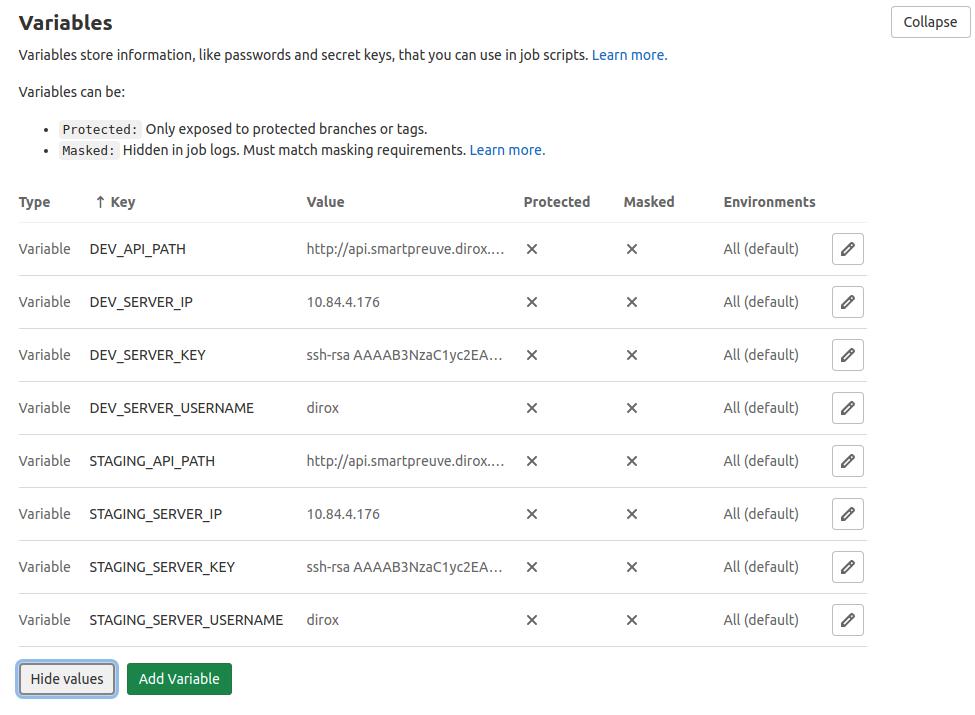 Variables
Collapse
Variables store information, like passwords and secret keys, that you can use in job scripts. Learn more.
Variables can be:
• Protected: Only exposed to protected branches or tags.
• Masked: Hidden in job logs. Must match masking requirements. Learn more.
Type ↑ Key Value Protected Masked Environments
Variable DEV_API_PATH http://api.smartpreuve.dirox.... ✕ ✕ All (default)
Variable DEV_SERVER_IP 10.84.4.176 ✕ ✕ All (default)
Variable DEV_SERVER_KEY ssh-rsa AAAAB3NzaC1yc2EA... ✕ ✕ All (default)
Variable DEV_SERVER_USERNAME dirox ✕ ✕ All (default)
Variable STAGING_API_PATH http://api.smartpreuve.dirox.... ✕ ✕ All (default)
Variable STAGING_SERVER_IP 10.84.4.176 ✕ ✕ All (default)
Variable STAGING_SERVER_KEY ssh-rsa AAAAB3NzaC1yc2EA... ✕ ✕ All (default)
Variable STAGING_SERVER_USERNAME dirox ✕ ✕ All (default)
Hide values Add Variable